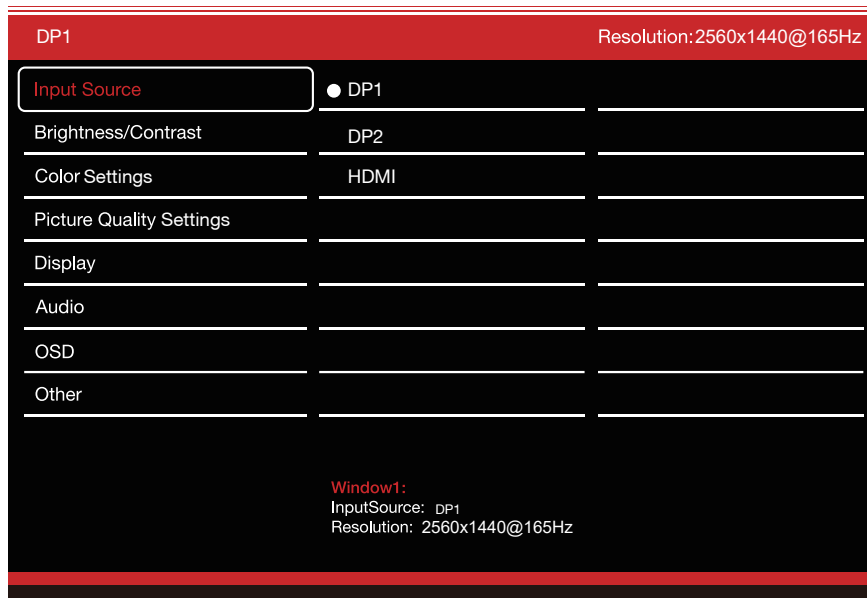 DP1
Resolution:2560x1440@165Hz
Input Source
DP1
Brightness/Contrast
DP2
Color Settings
HDMI
Picture Quality Settings
Display
Audio
OSD
Other
Window1:
InputSource: DP1
Resolution: 2560x1440@165Hz